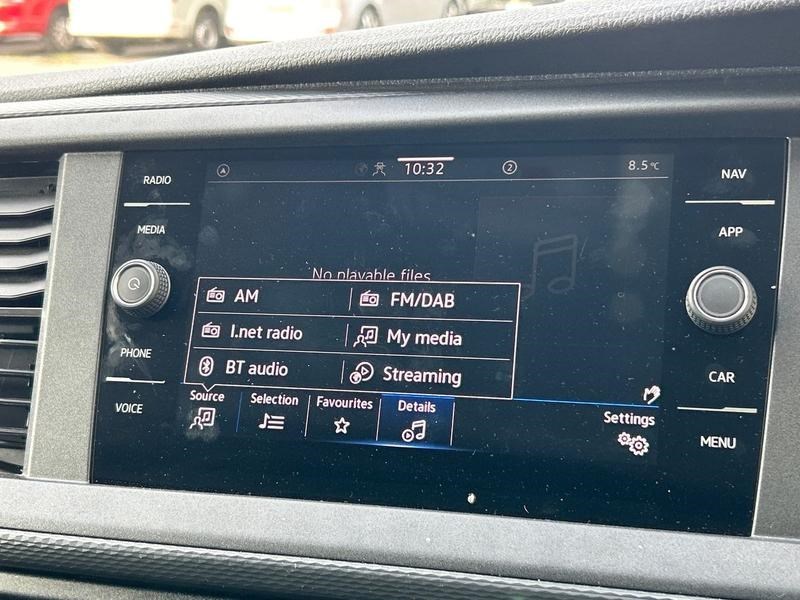 10:32
2
8.5°C
RADIO
MEDIA
PHONE
VOICE
NAV
APP
CAR
MENU
No playable files
AM
FM/DAB
I.net radio
My media
BT audio
Streaming
Source
Selection
Favourites
Details
Settings